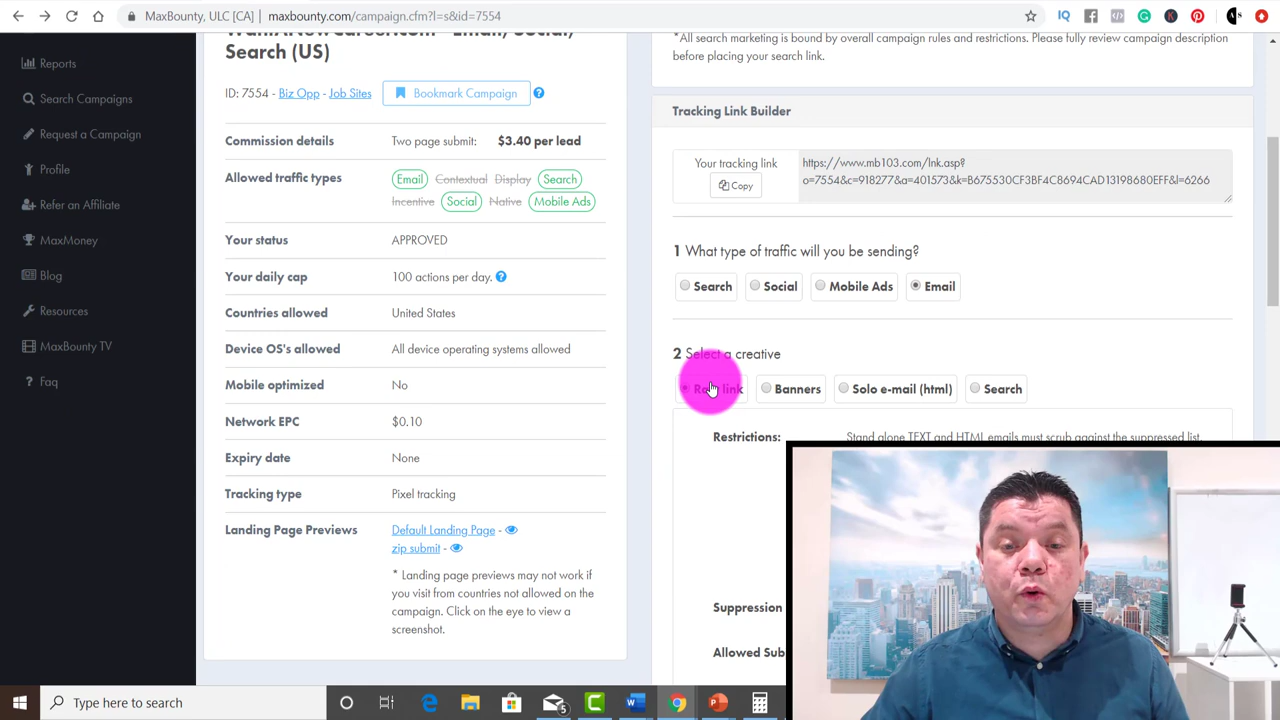 MaxBounty, ULC [CA] | maxbounty.com/campaign.cfm?l=s&id=7554
Reports
Search Campaigns
Request a Campaign
Profile
Refer an Affiliate
MaxMoney
Blog
Resources
MaxBounty TV
Faq
WantANewCareer.com - Email, Social,
Search (US)
ID: 7554 - Biz Opp - Job Sites
Bookmark Campaign
Commission details Two page submit: $3.40 per lead
Allowed traffic types Email Contextual Display Search
Incentive Social Native Mobile Ads
Your status APPROVED
Your daily cap 100 actions per day.
Countries allowed United States
Device OS's allowed All device operating systems allowed
Mobile optimized No
Network EPC $0.10
Expiry date None
Tracking type Pixel tracking
Landing Page Previews Default Landing Page -
zip submit -
* Landing page previews may not work if
you visit from countries not allowed on the
campaign. Click on the eye to view a
screenshot.
*All search marketing is bound by overall campaign rules and restrictions. Please fully review campaign description
before placing your search link.
Tracking Link Builder
Your tracking link
Copy
https://www.mb103.com/lnk.asp?
o=7554&c=918277&a=401573&k=B675530CF3BF4C8694CAD13198680EFF&l=6266
1 What type of traffic will you be sending?
Search Social Mobile Ads Email
2 Select a creative
Raw link Banners Solo e-mail (html) Search
Restrictions: Stand alone TEXT and HTML emails must scrub against the suppressed list.
Suppression
Allowed Sub
Type here to search
5